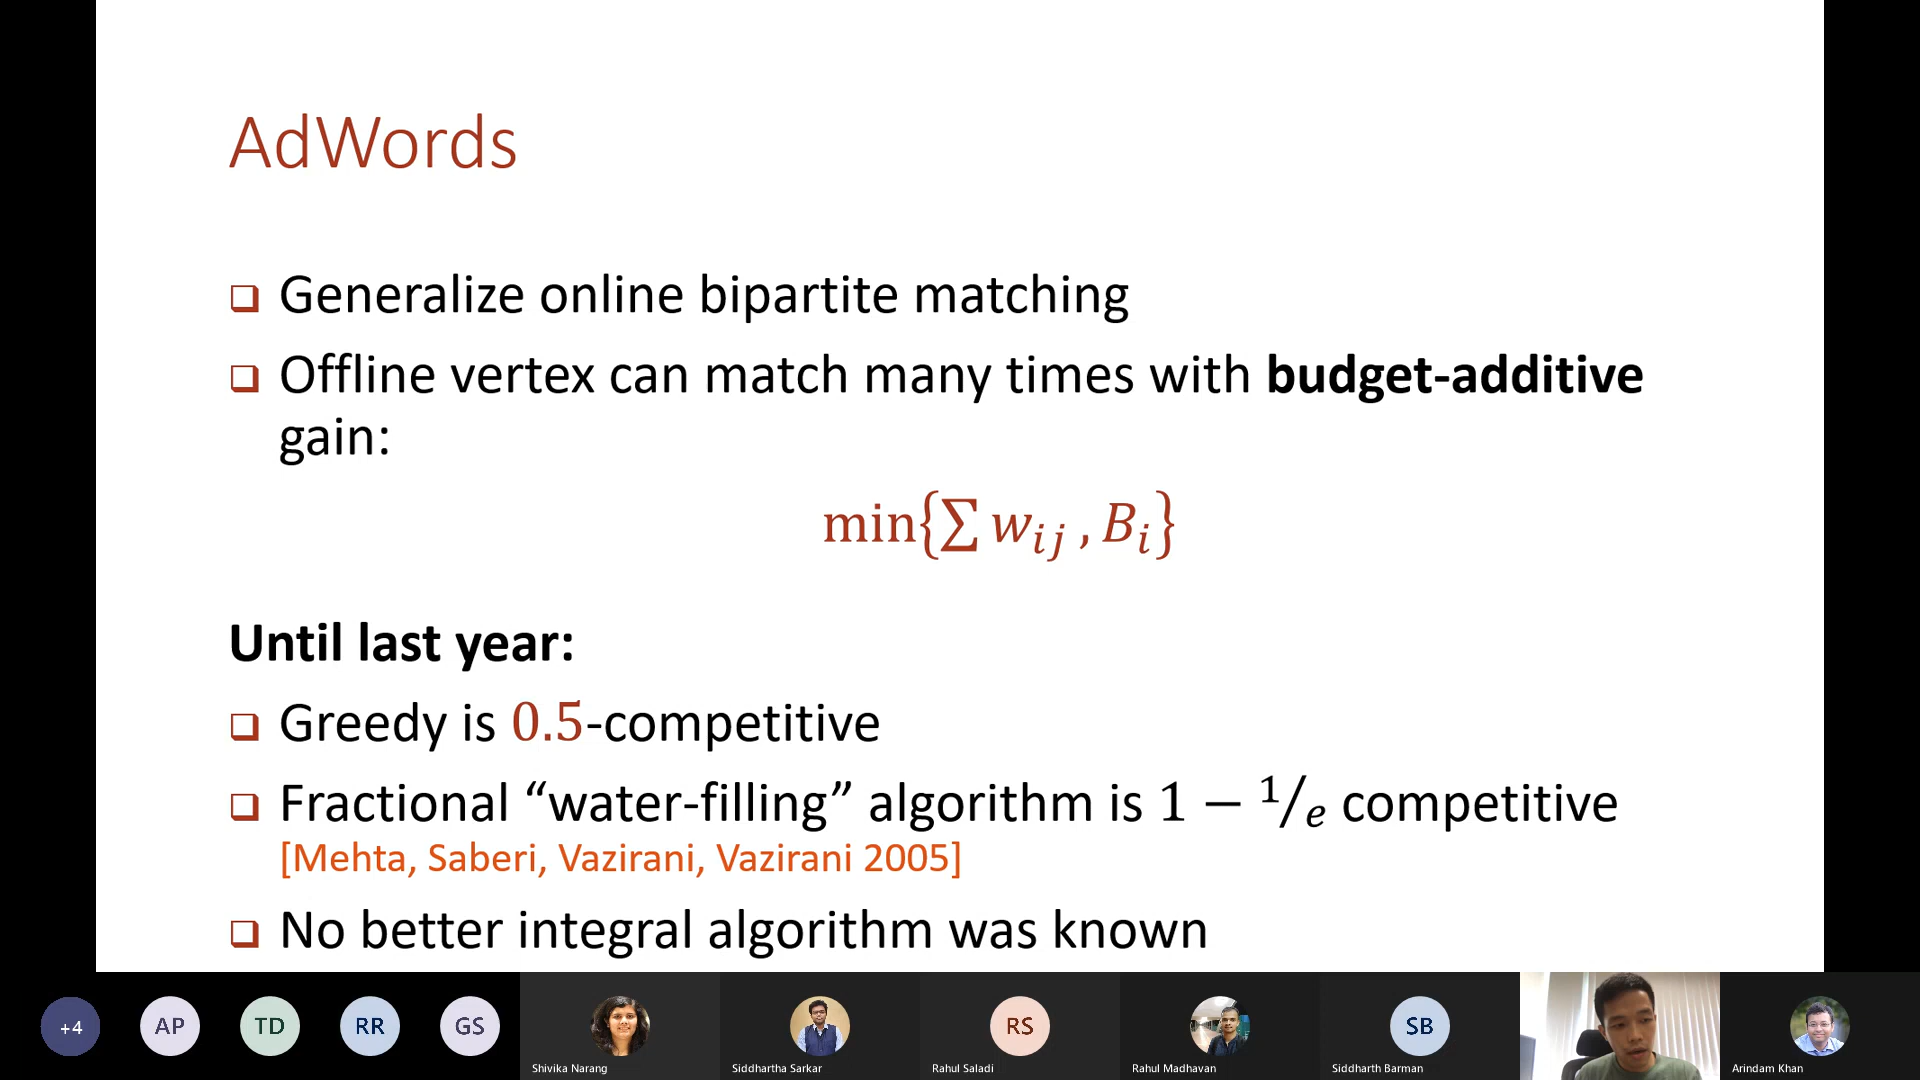 AdWords
❑ Generalize online bipartite matching
❑ Offline vertex can match many times with budget-additive
gain:
min{∑ w_{ij} , B_i}
Until last year:
❑ Greedy is 0.5-competitive
❑ Fractional “water-filling” algorithm is 1 − 1/e competitive
[Mehta, Saberi, Vazirani, Vazirani 2005]
❑ No better integral algorithm was known
+4 AP TD RR GS RS SB
Shivika Narang Siddhartha Sarkar Rahul Saladi Rahul Madhavan Siddharth Barman Arindam Khan